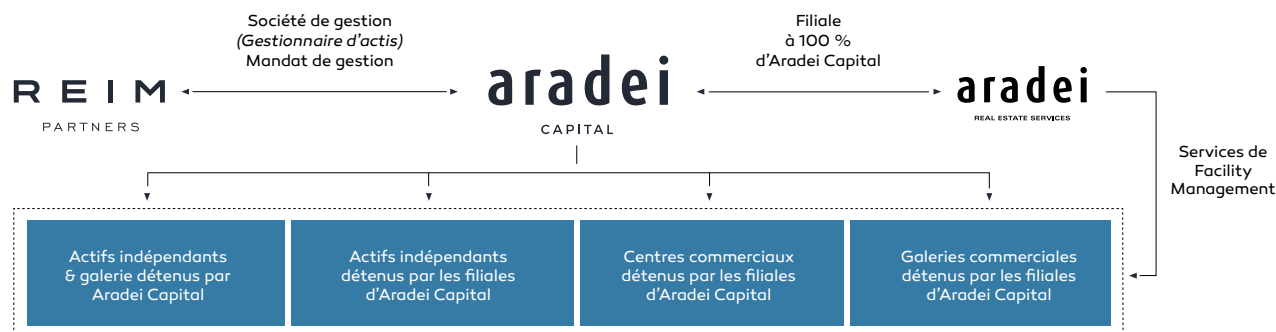 Société de gestion
(Gestionnaire d'actis)
Mandat de gestion
Filiale
à 100 %
d'Aradei Capital
REIM
PARTNERS
aradei
CAPITAL
aradei
REAL ESTATE SERVICES
Services de
Facility
Management
Actifs indépendants
& galerie détenus par
Aradei Capital
Actifs indépendants
détenus par les filiales
d'Aradei Capital
Centres commerciaux
détenus par les filiales
d'Aradei Capital
Galeries commerciales
détenus par les filiales
d'Aradei Capital